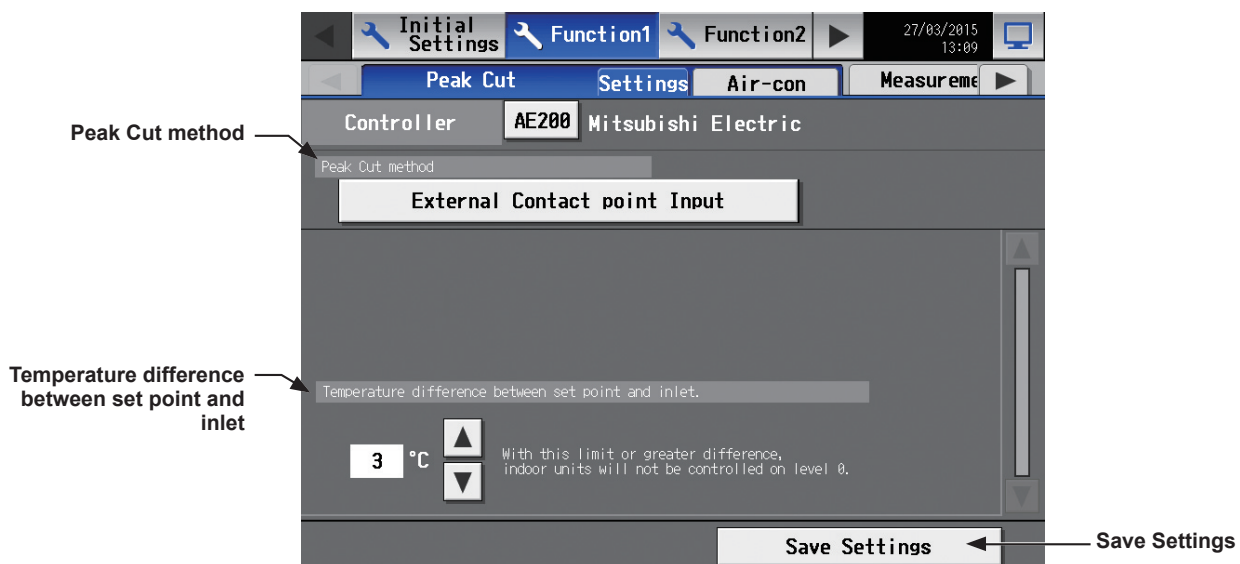 Initial
Settings
Function1
Function2
27/03/2015
13:09
Peak Cut
Settings
Air-con
Measureme
Controller
AE200
Mitsubishi Electric
Peak Cut method
Peak Cut method
External Contact point Input
Temperature difference
between set point and
inlet
Temperature difference between set point and inlet.
3
°C
With this limit or greater difference,
indoor units will not be controlled on level 0.
Save Settings
Save Settings